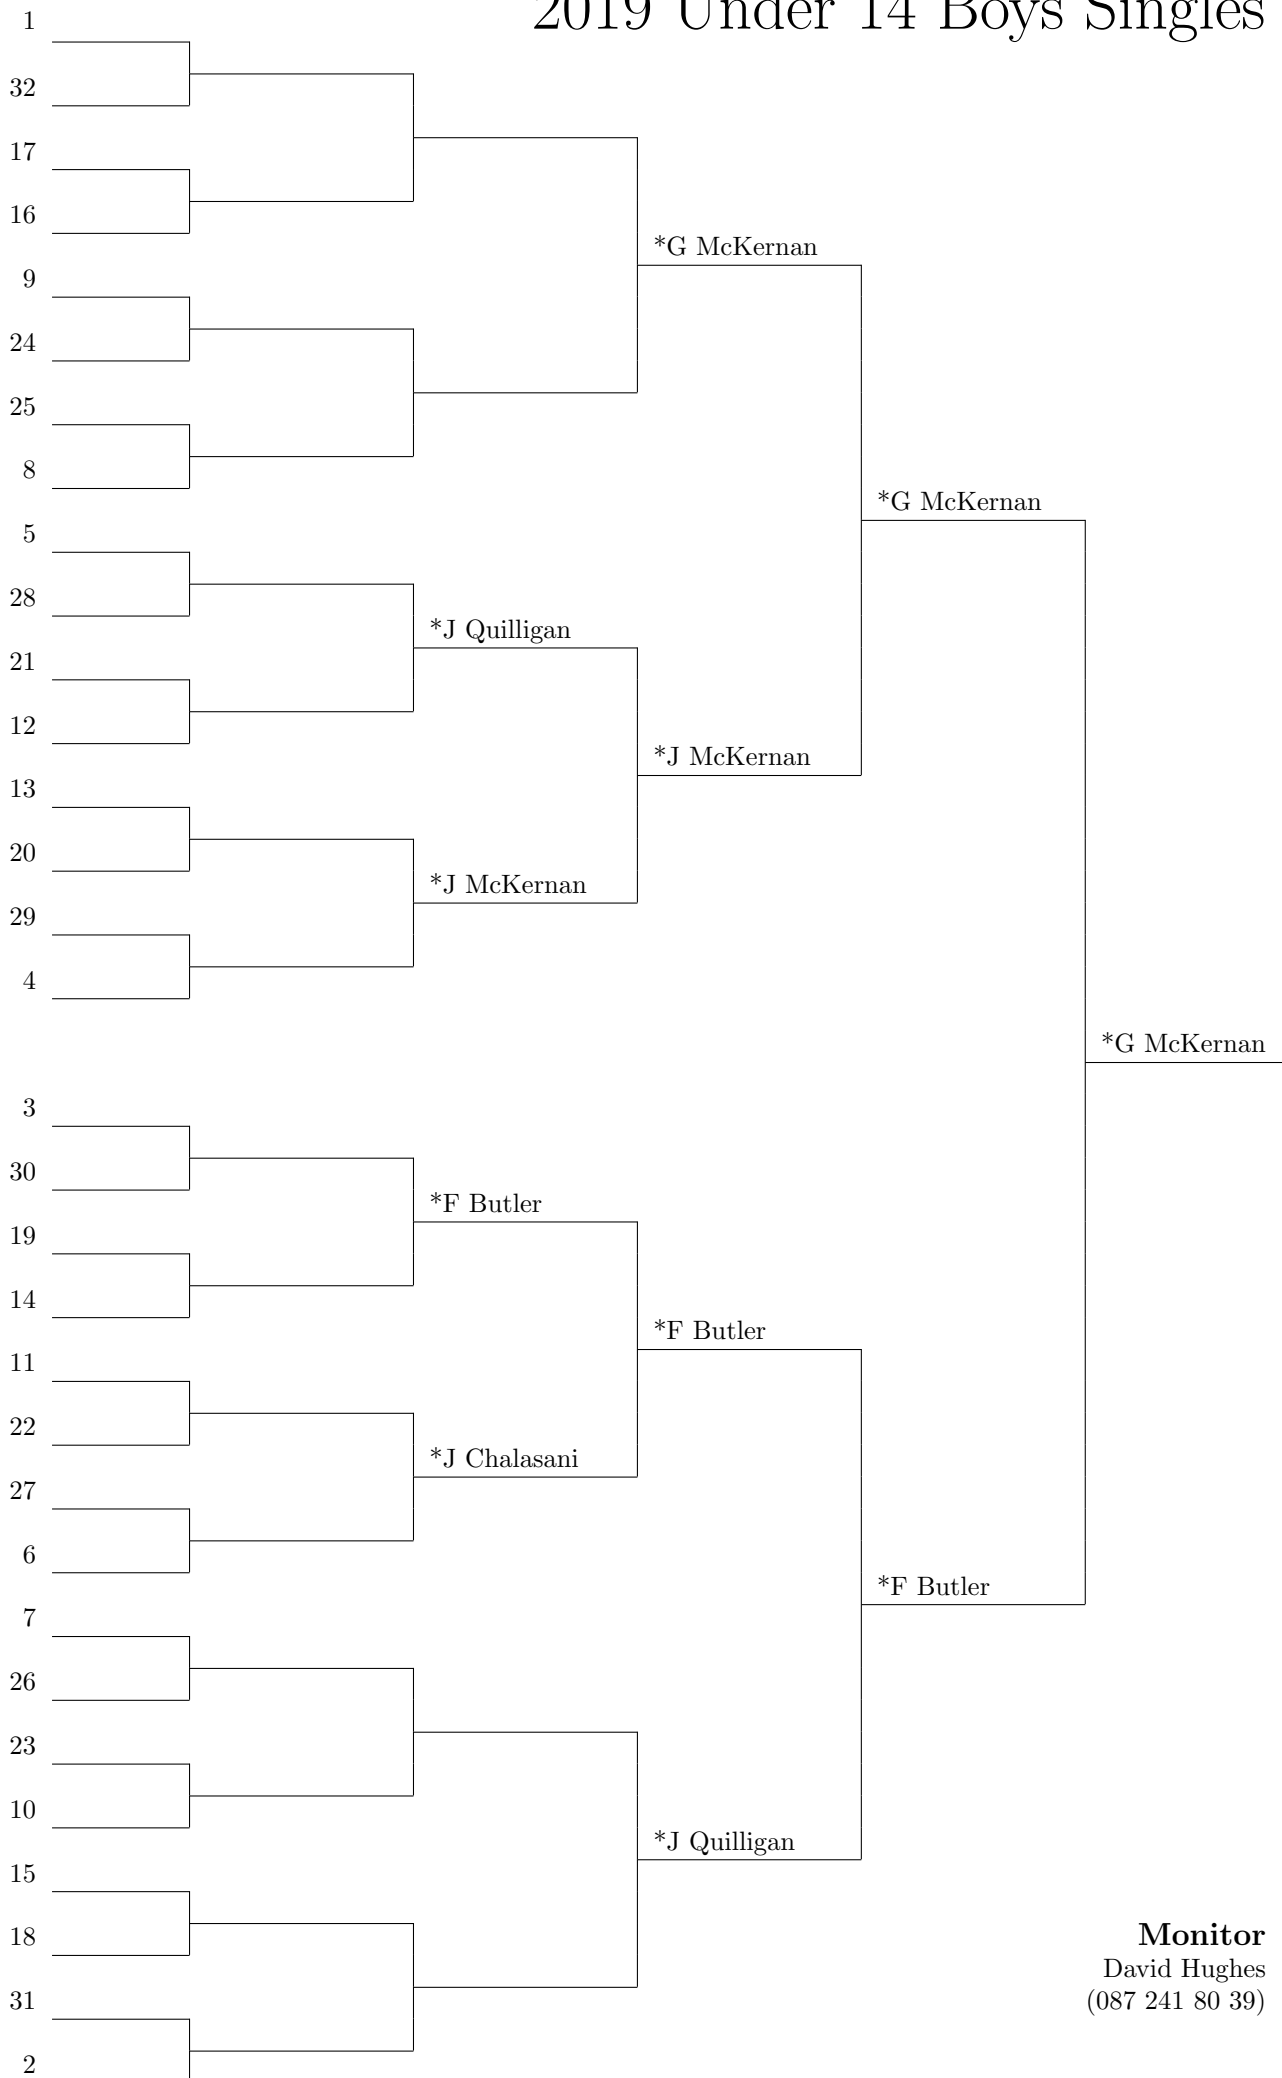 2019 Under 14 Boys Singles
1
32
17
16
*G McKernan
9
24
25
8
*G McKernan
5
28
*J Quilligan
21
12
*J McKernan
13
20
*J McKernan
29
4
*G McKernan
3
30
*F Butler
19
14
*F Butler
11
22
*J Chalasani
27
6
*F Butler
7
26
23
10
*J Quilligan
15
18
31
2
Monitor
David Hughes
(087 241 80 39)